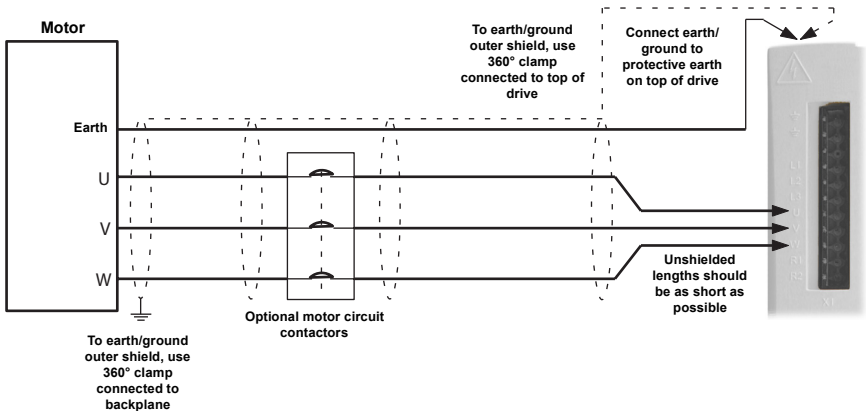 Motor
To earth/ground
outer shield, use
360° clamp
connected to top of
drive
Connect earth/
ground to
protective earth
on top of drive
Earth
U
V
W
Optional motor circuit
contactors
Unshielded
lengths should
be as short as
possible
X1
To earth/ground
outer shield, use
360° clamp
connected to
backplane